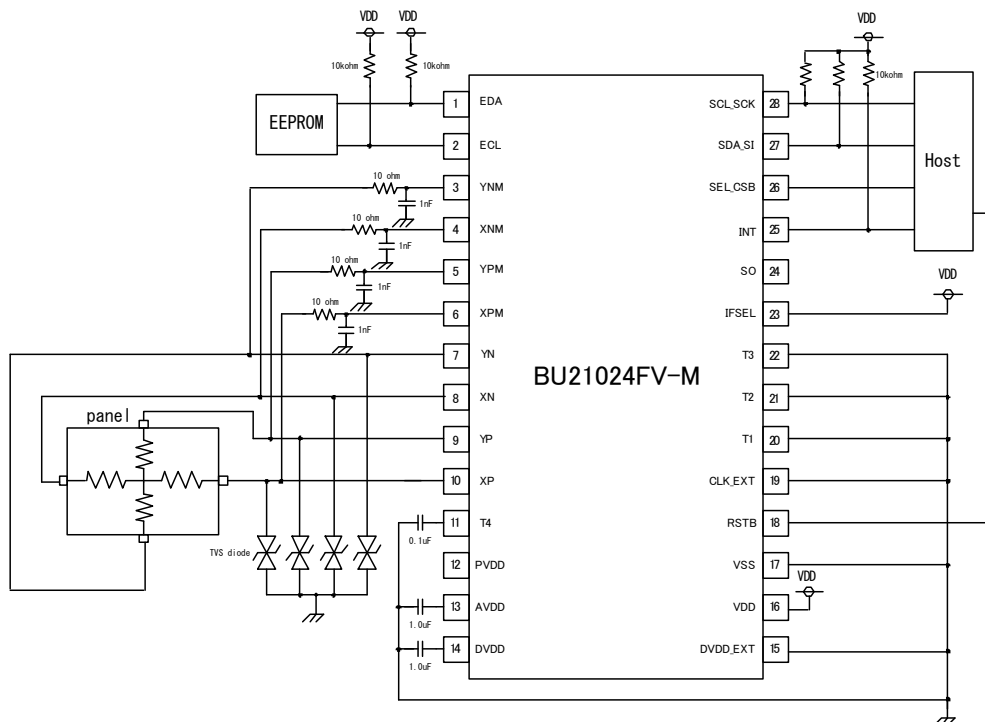 VDD
VDD
10kohm
10kohm
EEPROM
1
EDA
2
ECL
10 ohm
1nF
3
YNM
10 ohm
1nF
4
XNM
10 ohm
1nF
5
YPM
10 ohm
1nF
6
XPM
7
YN
8
XN
panel
9
YP
10
XP
TVS diode
0.1uF
11
T4
12
PVDD
1.0uF
13
AVDD
1.0uF
14
DVDD
BU21024FV-M
VDD
10kohm
SCL_SCK
28
SDA_SI
27
Host
SEL_CSB
26
INT
25
SO
24
VDD
IFSEL
23
T3
22
T2
21
T1
20
CLK_EXT
19
RSTB
18
VSS
17
VDD
VDD
16
DVDD_EXT
15